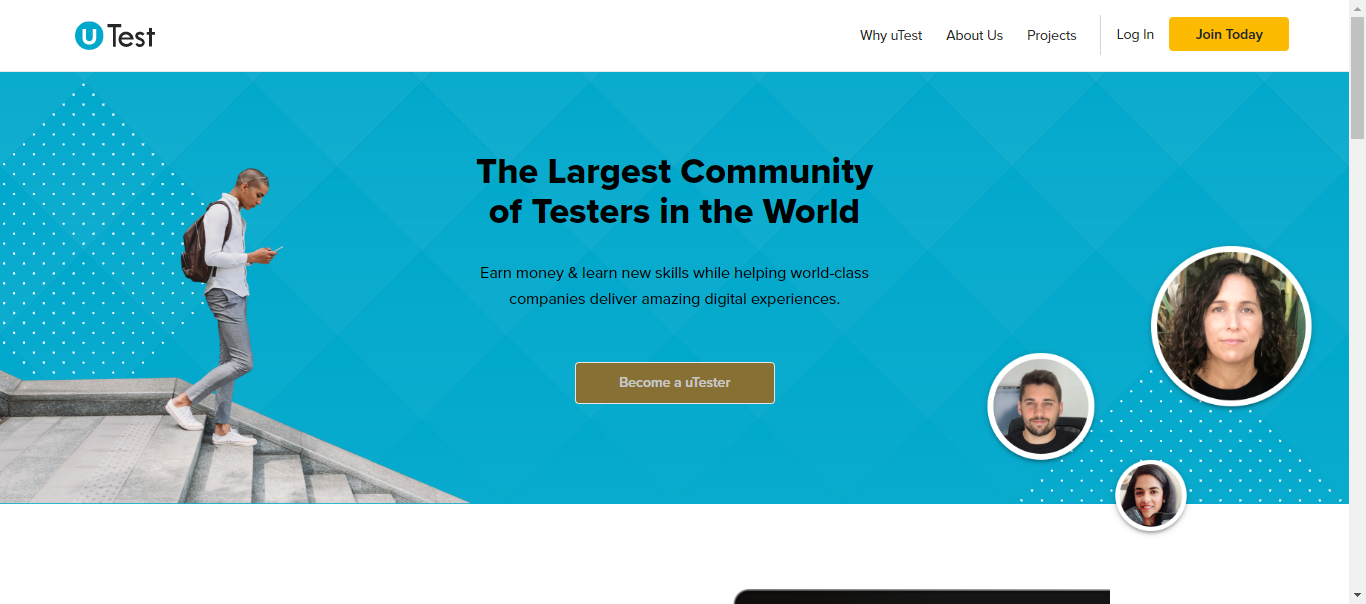 uTest
Why uTest
About Us
Projects
Log In
Join Today
The Largest Community
of Testers in the World
Earn money & learn new skills while helping world-class
companies deliver amazing digital experiences.
Become a uTester